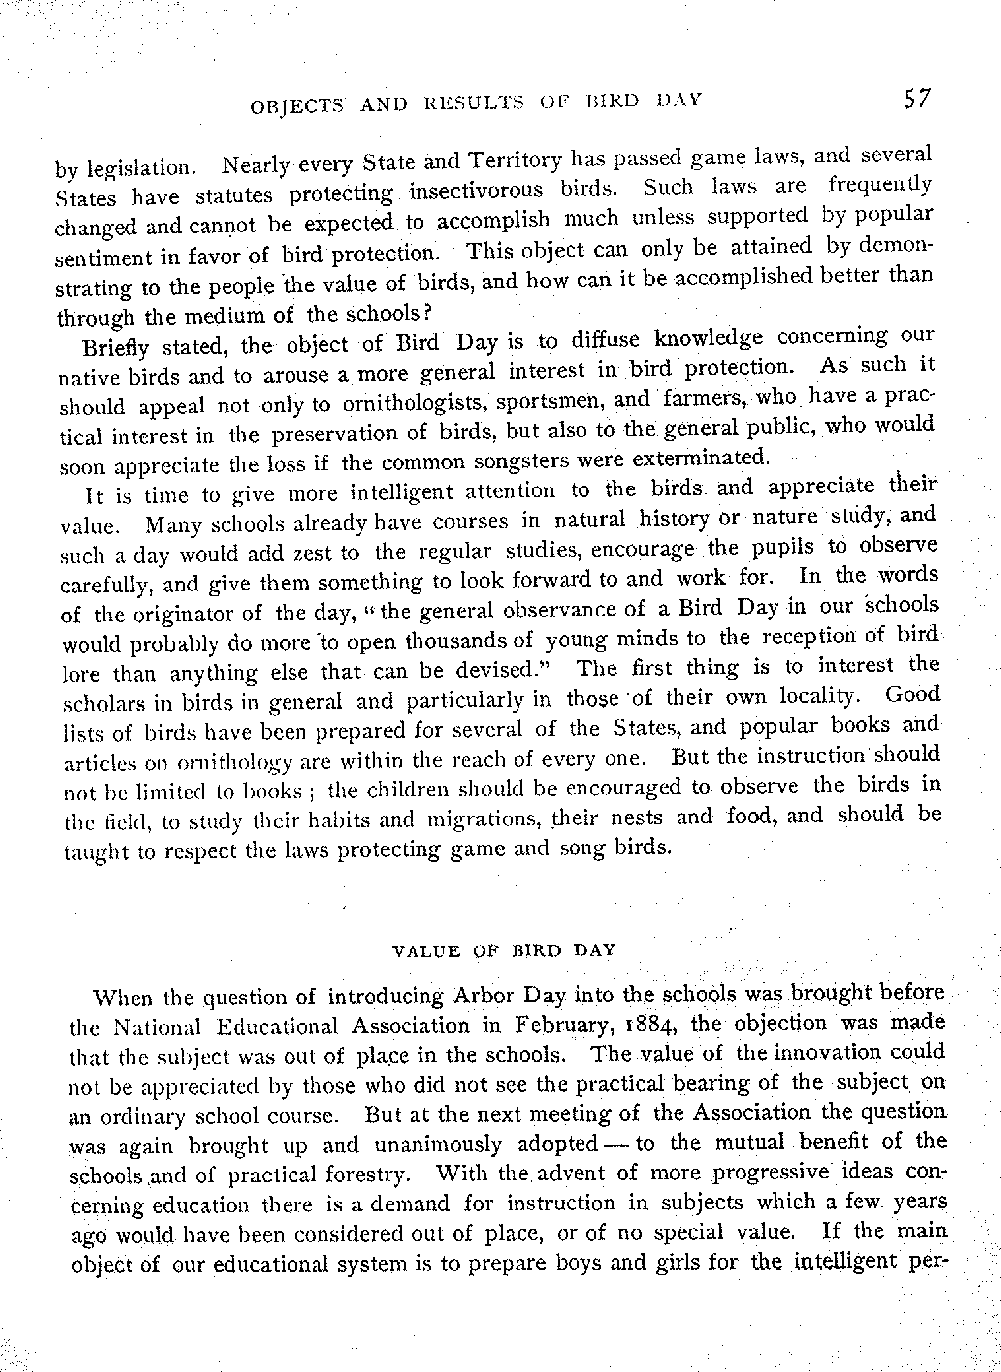 OBJECTS AND RESULTS OF BIRD DAY 57
by legislation. Nearly every State and Territory has passed game laws, and several
States have statutes protecting insectivorous birds. Such laws are frequently
changed and cannot be expected to accomplish much unless supported by popular
sentiment in favor of bird protection. This object can only be attained by demon-
strating to the people the value of birds, and how can it be accomplished better than
through the medium of the schools?
Briefly stated, the object of Bird Day is to diffuse knowledge concerning our
native birds and to arouse a more general interest in bird protection. As such it
should appeal not only to ornithologists, sportsmen, and farmers, who have a prac-
tical interest in the preservation of birds, but also to the general public, who would
soon appreciate the loss if the common songsters were exterminated.
It is time to give more intelligent attention to the birds and appreciate their
value. Many schools already have courses in natural history or nature study, and
such a day would add zest to the regular studies, encourage the pupils to observe
carefully, and give them something to look forward to and work for. In the words
of the originator of the day, "the general observance of a Bird Day in our schools
would probably do more to open thousands of young minds to the reception of bird
lore than anything else that can be devised." The first thing is to interest the
scholars in birds in general and particularly in those of their own locality. Good
lists of birds have been prepared for several of the States, and popular books and
articles on ornithology are within the reach of every one. But the instruction should
not be limited to books; the children should be encouraged to observe the birds in
the field, to study their habits and migrations, their nests and food, and should be
taught to respect the laws protecting game and song birds.
VALUE OF BIRD DAY
When the question of introducing Arbor Day into the schools was brought before
the National Educational Association in February, 1884, the objection was made
that the subject was out of place in the schools. The value of the innovation could
not be appreciated by those who did not see the practical bearing of the subject on
an ordinary school course. But at the next meeting of the Association the question
was again brought up and unanimously adopted — to the mutual benefit of the
schools and of practical forestry. With the advent of more progressive ideas con-
cerning education there is a demand for instruction in subjects which a few years
ago would have been considered out of place, or of no special value. If the main
object of our educational system is to prepare boys and girls for the intelligent per-